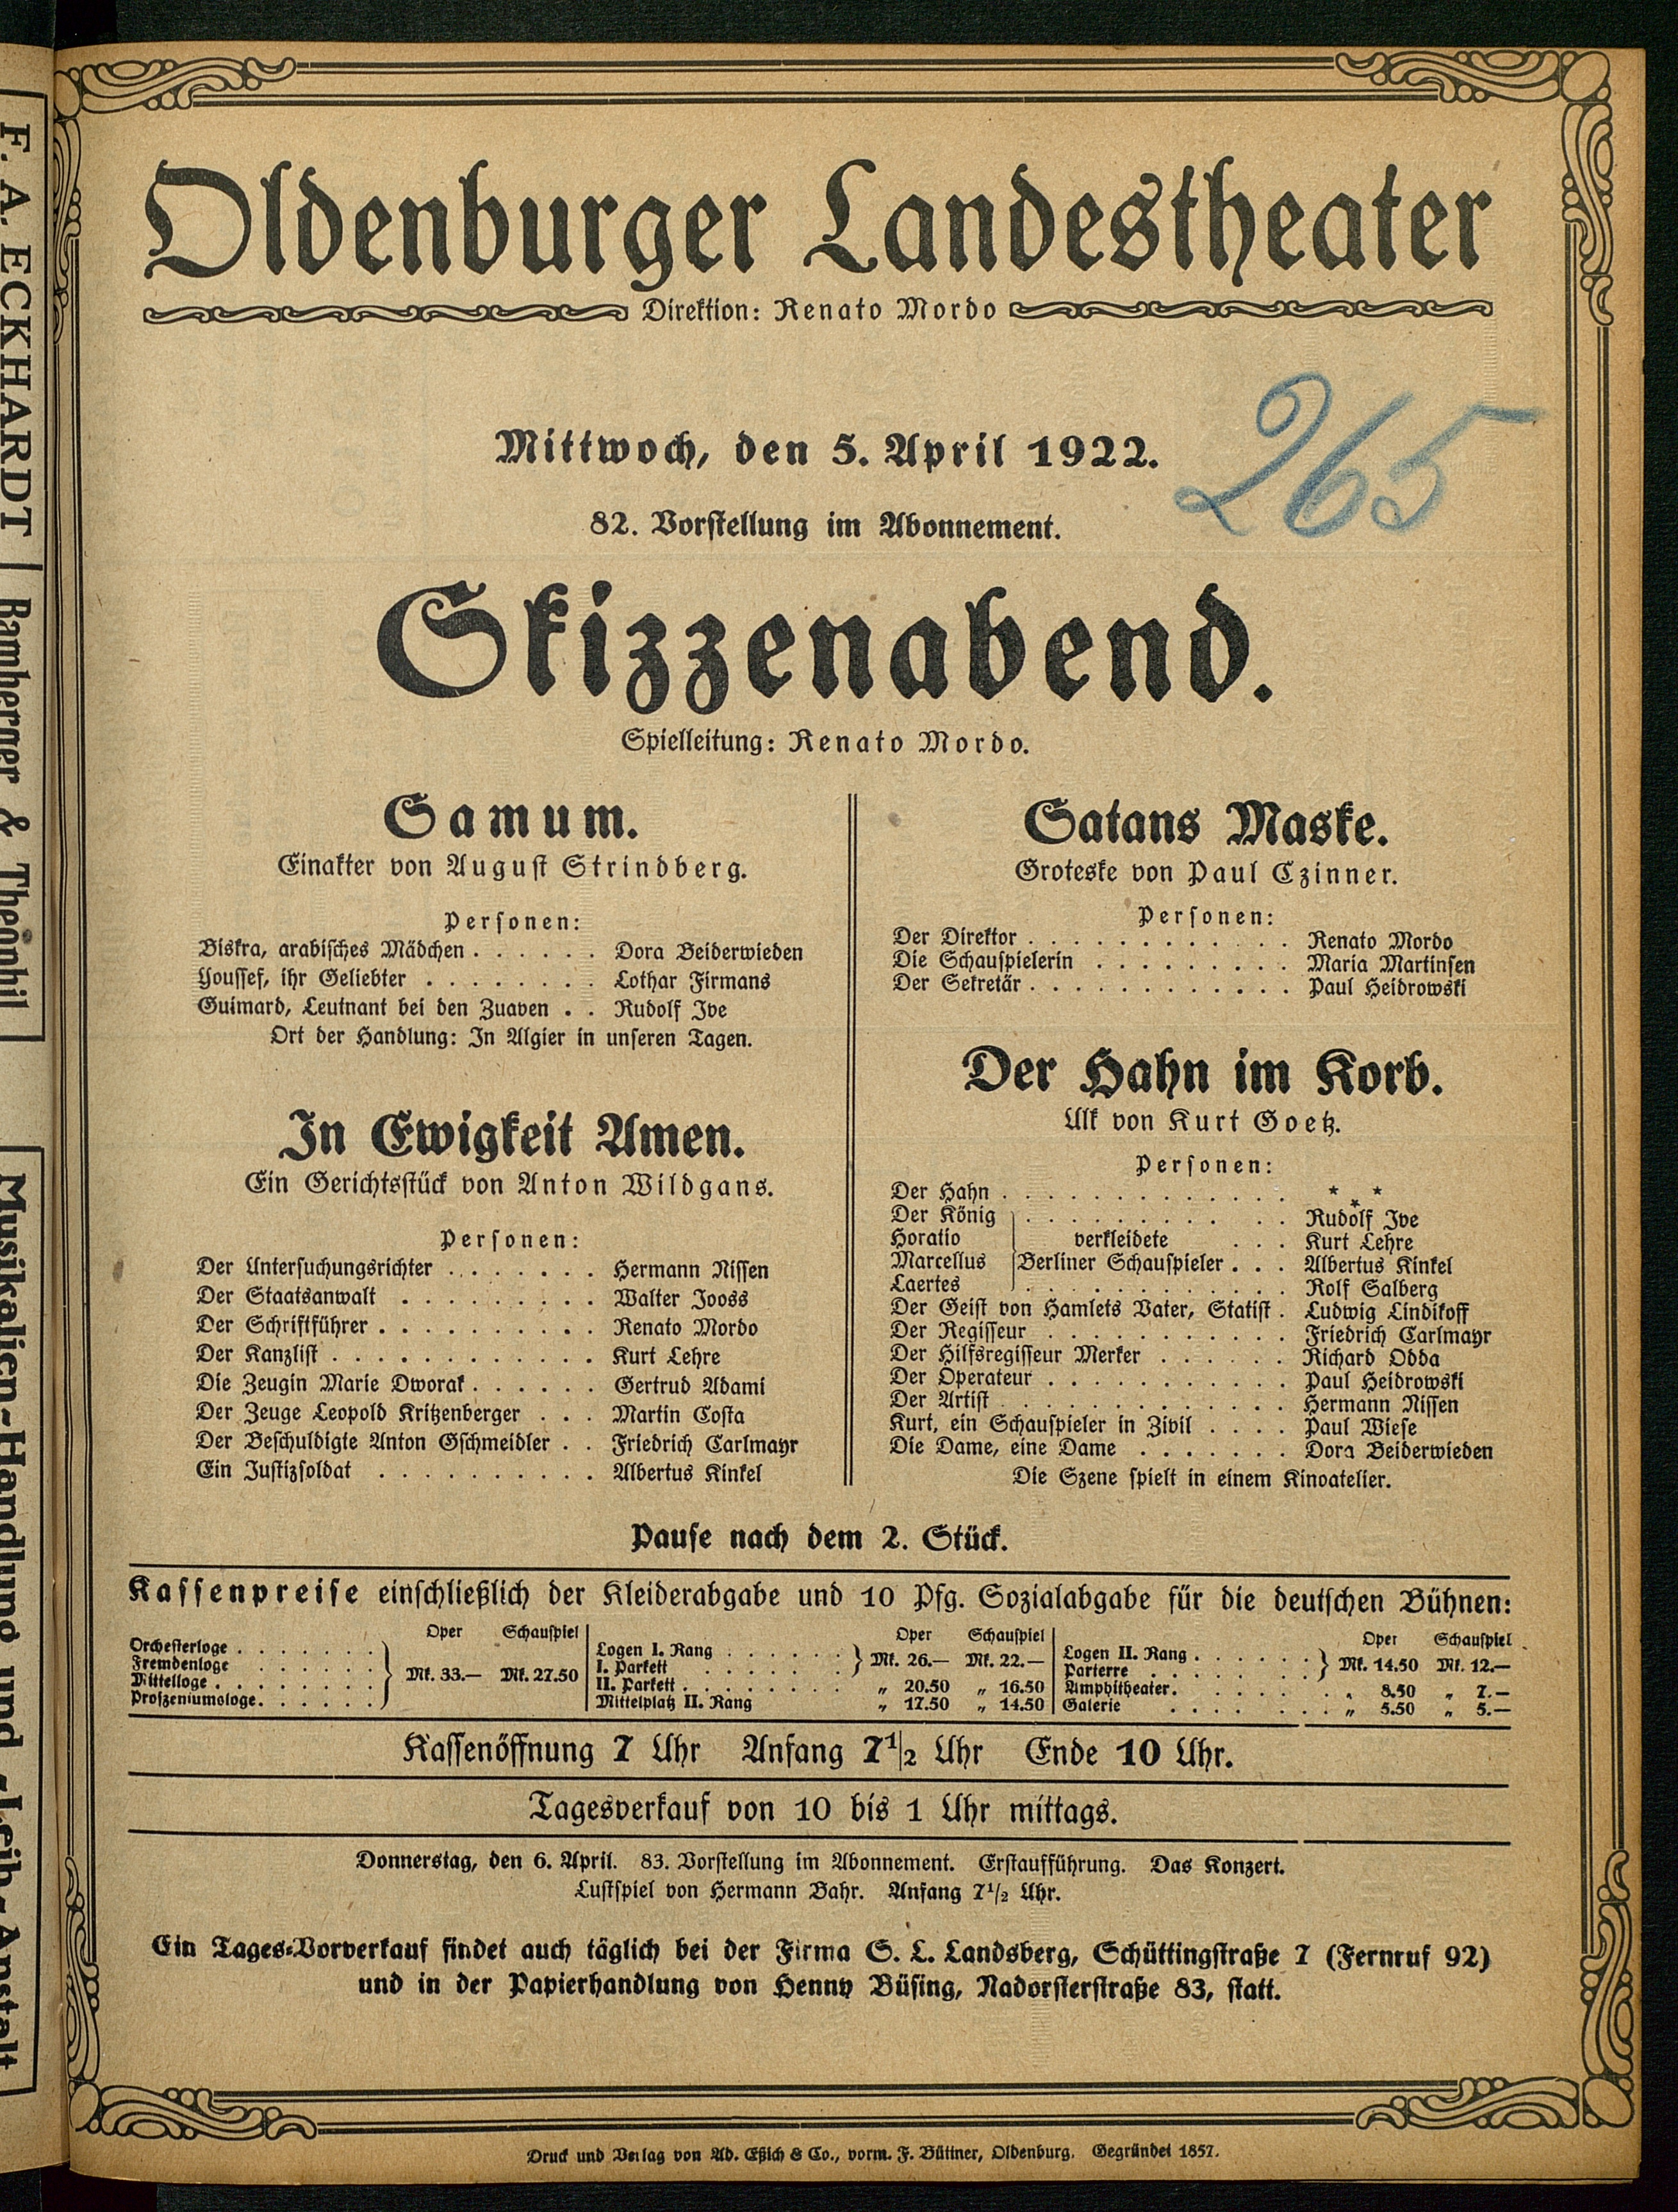 Oldenburger Landestheater
Direktion: Renato Mordo
265
Mittwoch, den 5. April 1922.
82. Vorstellung im Abonnement.
Skizzenabend.
Spielleitung: Renato Mordo.
Samum.
Einakter von August Strindberg.
Personen:
Biskra, arabisches Mädchen . . . . . . Dora Beiderwieden
Youssef, ihr Geliebter . . . . . . . . Lothar Firmans
Guimard, Leutnant bei den Zuaven . . Rudolf Ive
Ort der Handlung: In Algier in unseren Tagen.
In Ewigkeit Amen.
Ein Gerichtsstück von Anton Wildgans.
Personen:
Der Untersuchungsrichter . . . . . . . Hermann Nissen
Der Staatsanwalt . . . . . . . . . Walter Jooss
Der Schriftführer . . . . . . . . . . Renato Mordo
Der Kanzlist . . . . . . . . . . . . Kurt Lehre
Die Zeugin Marie Dworak . . . . . . Gertrud Adami
Der Zeuge Leopold Kritzenberger . . . Martin Costa
Der Beschuldigte Anton Gschmeidler . . Friedrich Carlmayr
Ein Justizsoldat . . . . . . . . . . Albertus Kinkel
Satans Maske.
Groteske von Paul Czinner.
Personen:
Der Direktor . . . . . . . . . . . . Renato Mordo
Die Schauspielerin . . . . . . . . . Maria Martinsen
Der Sekretär . . . . . . . . . . . . Paul Heidrowski
Der Hahn im Korb.
Ulk von Kurt Goetz.
Personen:
Der Hahn . . . . . . . . . . . . . * * *
Der König . . . . . . . . . . . Rudolf Ive
Horatio verkleidete . . . Kurt Lehre
Marcellus Berliner Schauspieler . . . Albertus Kinkel
Laertes . . . . . . . . . . . . Rolf Salberg
Der Geist von Hamlets Vater, Statist . Ludwig Lindikoff
Der Regisseur . . . . . . . . . . . Friedrich Carlmayr
Der Hilfsregisseur Merker . . . . . . Richard Odda
Der Operateur . . . . . . . . . . . Paul Heidrowski
Der Artist . . . . . . . . . . . . . Hermann Nissen
Kurt, ein Schauspieler in Zivil . . . . Paul Wiese
Die Dame, eine Dame . . . . . . . Dora Beiderwieden
Die Szene spielt in einem Kinoatelier.
Pause nach dem 2. Stück.
Kassenpreise einschließlich der Kleiderabgabe und 10 Pfg. Sozialabgabe für die deutschen Bühnen:
Oper Schauspiel
Orchesterloge . . . . . . .
Fremdenloge . . . . . .
Mittelloge . . . . . . . .
Proszeniumsloge . . . . . .
Mk. 33.— Mk. 27.50
Oper Schauspiel
Logen I. Rang . . . . . .
I. Parkett . . . . . . .
Mk. 26.— Mk. 22.—
II. Parkett . . . . . . . . . „ 20.50 „ 16.50
Mittelplatz II. Rang „ 17.50 „ 14.50
Oper Schauspiel
Logen II. Rang . . . . . .
Parterre . . . . . . . .
Mk. 14.50 Mk. 12.—
Amphitheater . . . . . . . „ 8.50 „ 7.—
Galerie . . . . . . . . „ 5.50 „ 5.—
Kassenöffnung 7 Uhr Anfang 7 1/2 Uhr Ende 10 Uhr.
Tagesverkauf von 10 bis 1 Uhr mittags.
Donnerstag, den 6. April. 83. Vorstellung im Abonnement. Erstaufführung. Das Konzert.
Lustspiel von Hermann Bahr. Anfang 7 1/2 Uhr.
Ein Tages-Vorverkauf findet auch täglich bei der Firma S. L. Landsberg, Schüttingstraße 7 (Fernruf 92)
und in der Papierhandlung von Henny Büsing, Nadorsterstraße 83, statt.
Druck und Verlag von Ad. Eßich & Co., vorm. F. Büttner, Oldenburg. Gegründet 1857.
F. A. ECKHARDT
Bamberger & Theophil
Musikalien-Handlung und -Leih-Anstalt